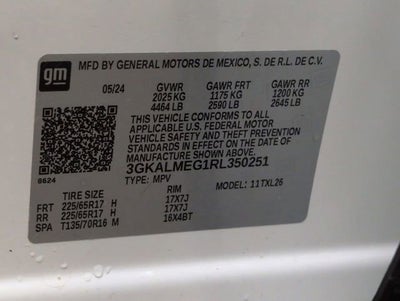 gm
MFD BY GENERAL MOTORS DE MEXICO, S. DE R.L. DE C.V.
05/24 GVWR GAWR FRT GAWR RR
2025 KG 1175 KG 1200 KG
4464 LB 2590 LB 2645 LB
THIS VEHICLE CONFORMS TO ALL
APPLICABLE U.S. FEDERAL MOTOR
VEHICLE SAFETY AND THEFT PREVENTION
STANDARDS IN EFFECT ON THE DATE OF
MANUFACTURE SHOWN ABOVE.
3GKALMEG1RL350251
8624 TYPE: MPV MODEL: 11TXL26
TIRE SIZE RIM
FRT 225/65R17 H 17X7J
RR 225/65R17 H 17X7J
SPA T135/70R16 M 16X4BT